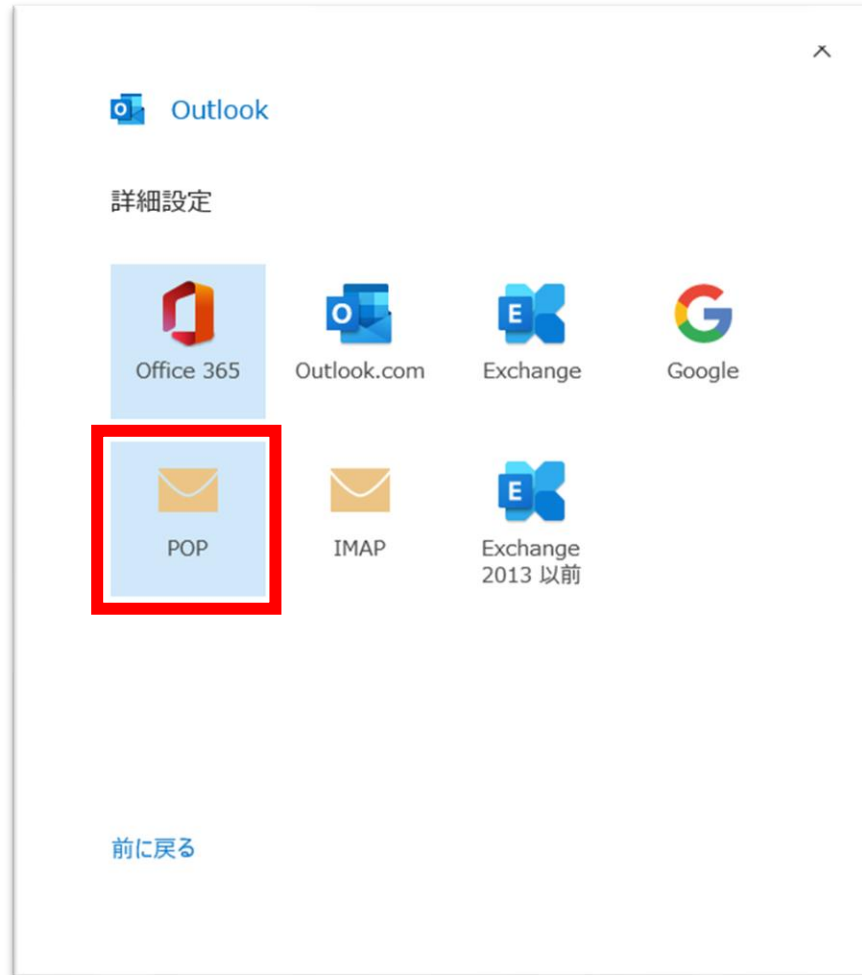 Outlook
詳細設定
Office 365
Outlook.com
Exchange
Google
POP
IMAP
Exchange
2013 以前
前に戻る